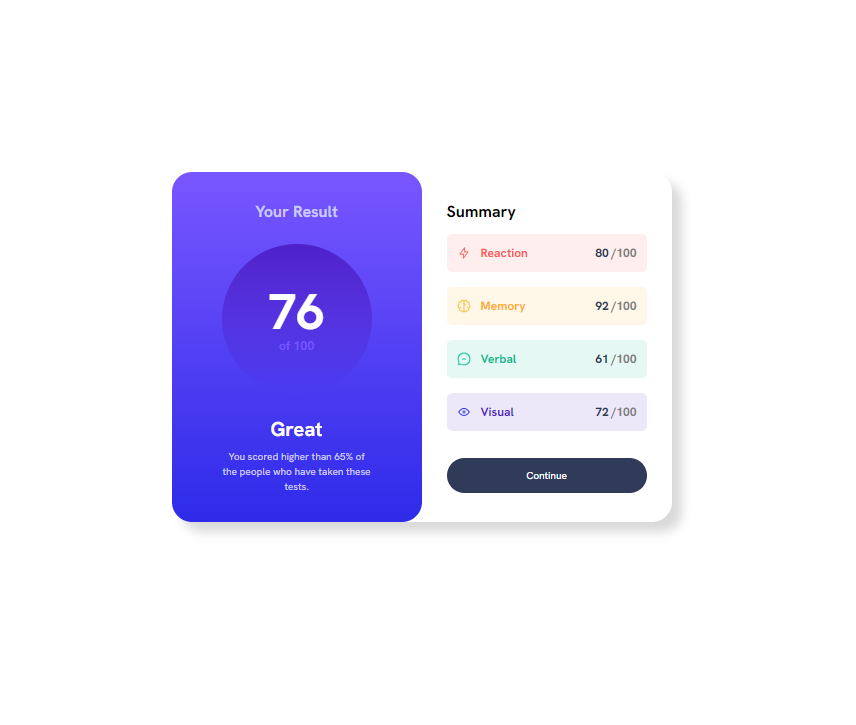 Your Result
76
of 100
Great
You scored higher than 65% of
the people who have taken these
tests.
Summary
Reaction 80/100
Memory 92/100
Verbal 61/100
Visual 72/100
Continue